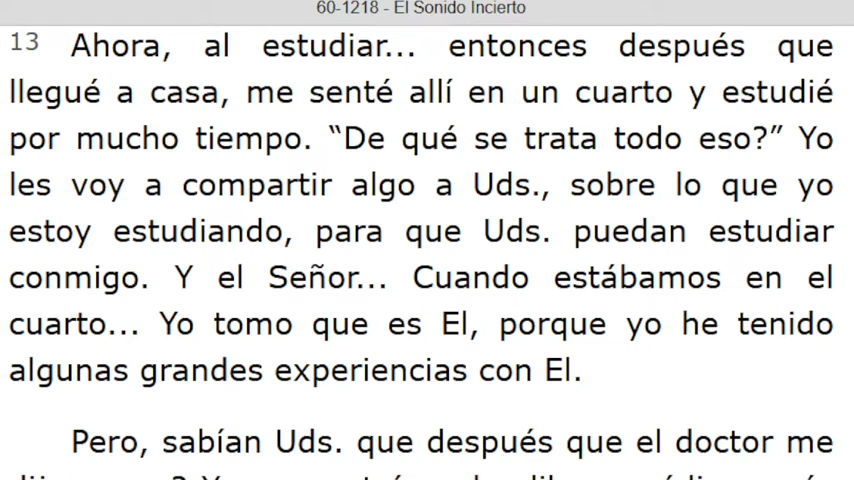 60-1218 - El Sonido Incierto
13 Ahora, al estudiar... entonces después que
llegué a casa, me senté allí en un cuarto y estudié
por mucho tiempo. “De qué se trata todo eso?” Yo
les voy a compartir algo a Uds., sobre lo que yo
estoy estudiando, para que Uds. puedan estudiar
conmigo. Y el Señor... Cuando estábamos en el
cuarto... Yo tomo que es El, porque yo he tenido
algunas grandes experiencias con El.
Pero, sabían Uds. que después que el doctor me